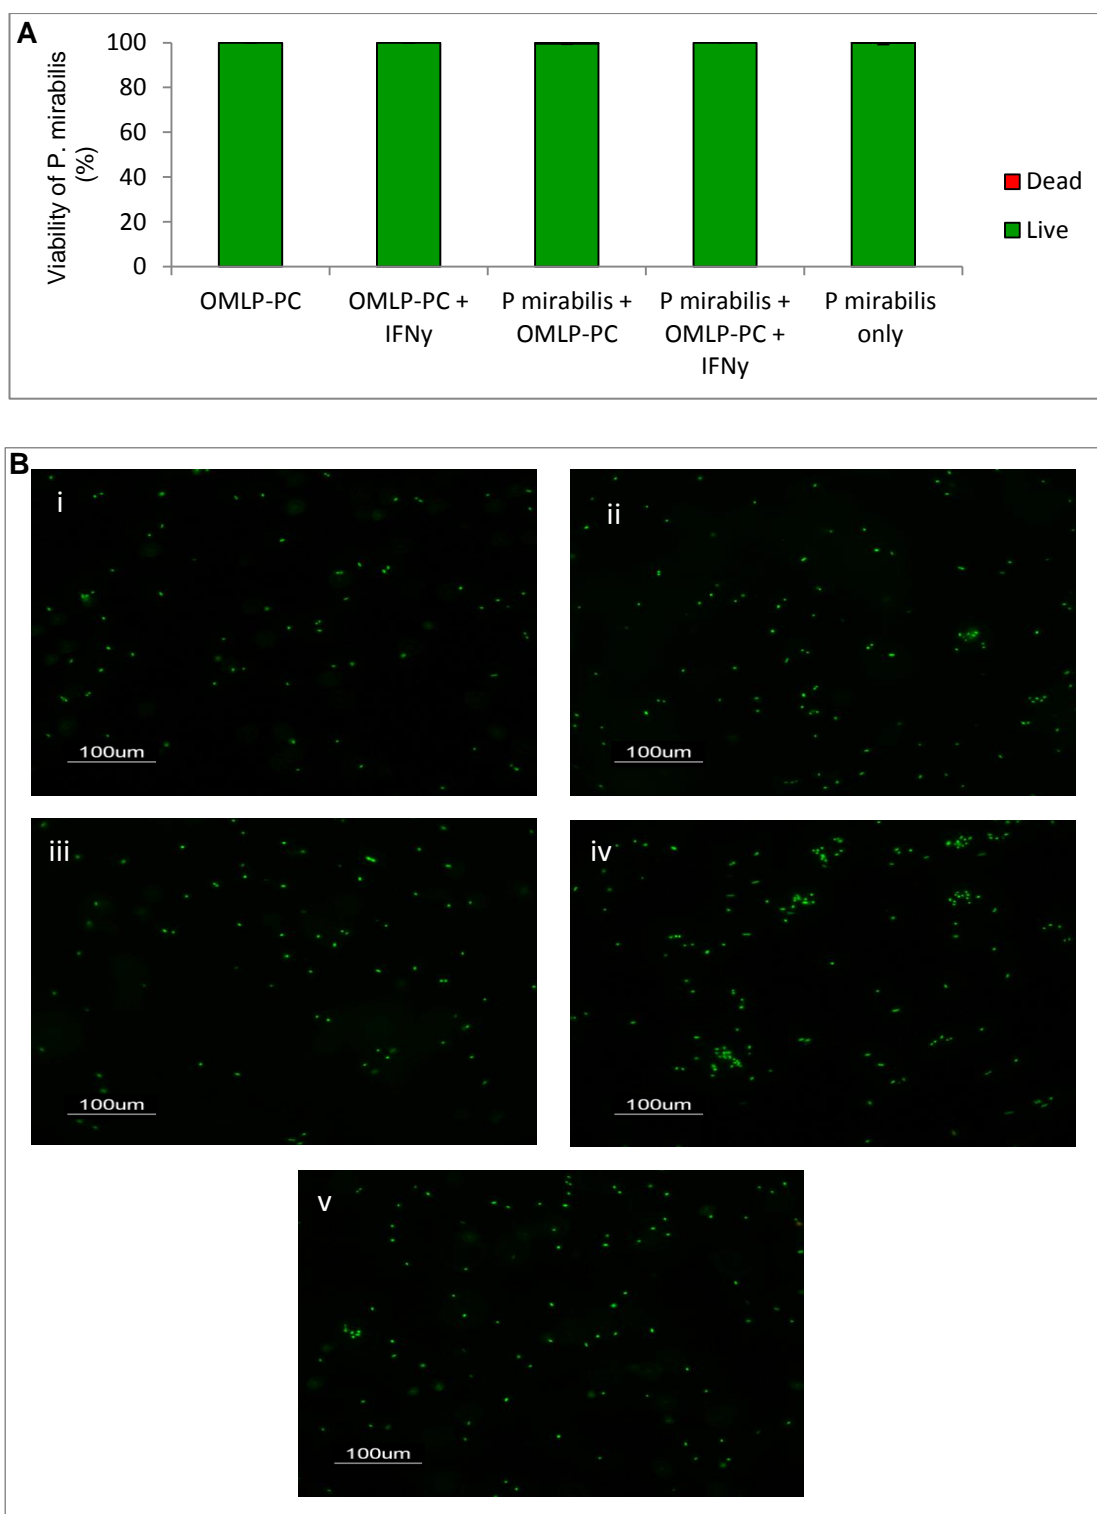 A
Viability of P. mirabilis
(%)
100
80
60
40
20
0
OMLP-PC
OMLP-PC +
IFNy
P mirabilis +
OMLP-PC
P mirabilis +
OMLP-PC +
IFNy
P mirabilis
only
Dead
Live
B
i
100um
ii
100um
iii
100um
iv
100um
v
100um